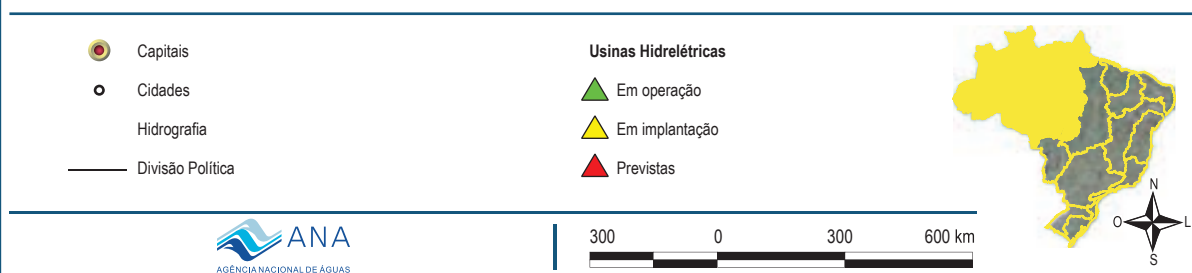 Capitais
Cidades
Hidrografia
Divisão Política
Usinas Hidrelétricas
Em operação
Em implantação
Previstas
N
O
L
S
ANA
AGÊNCIA NACIONAL DE ÁGUAS
300 0 300 600 km